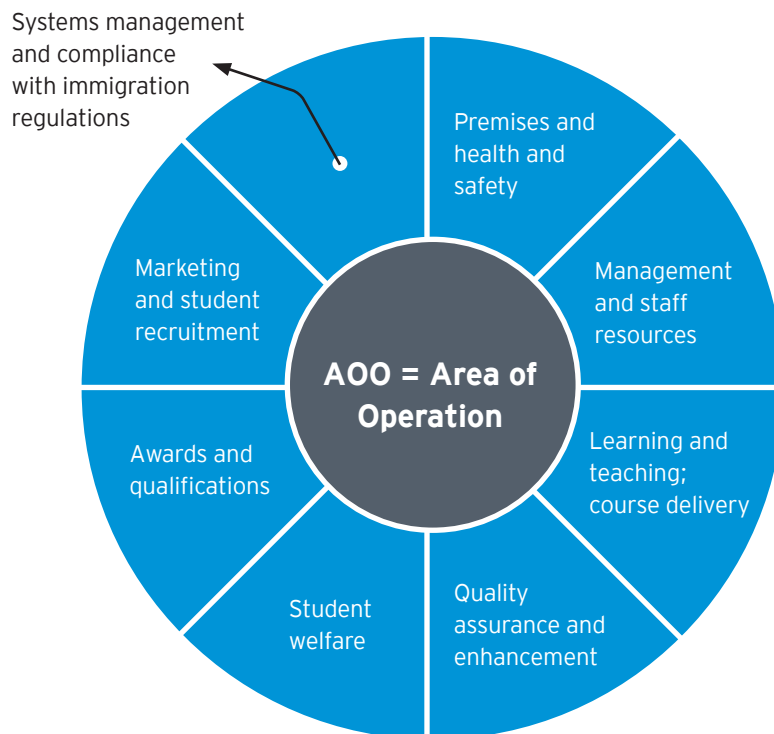 Systems management
and compliance
with immigration
regulations
Premises and
health and
safety
Management
and staff
resources
Learning and
teaching;
course delivery
Quality
assurance and
enhancement
Student
welfare
Awards and
qualifications
Marketing
and student
recruitment
AOO = Area of
Operation